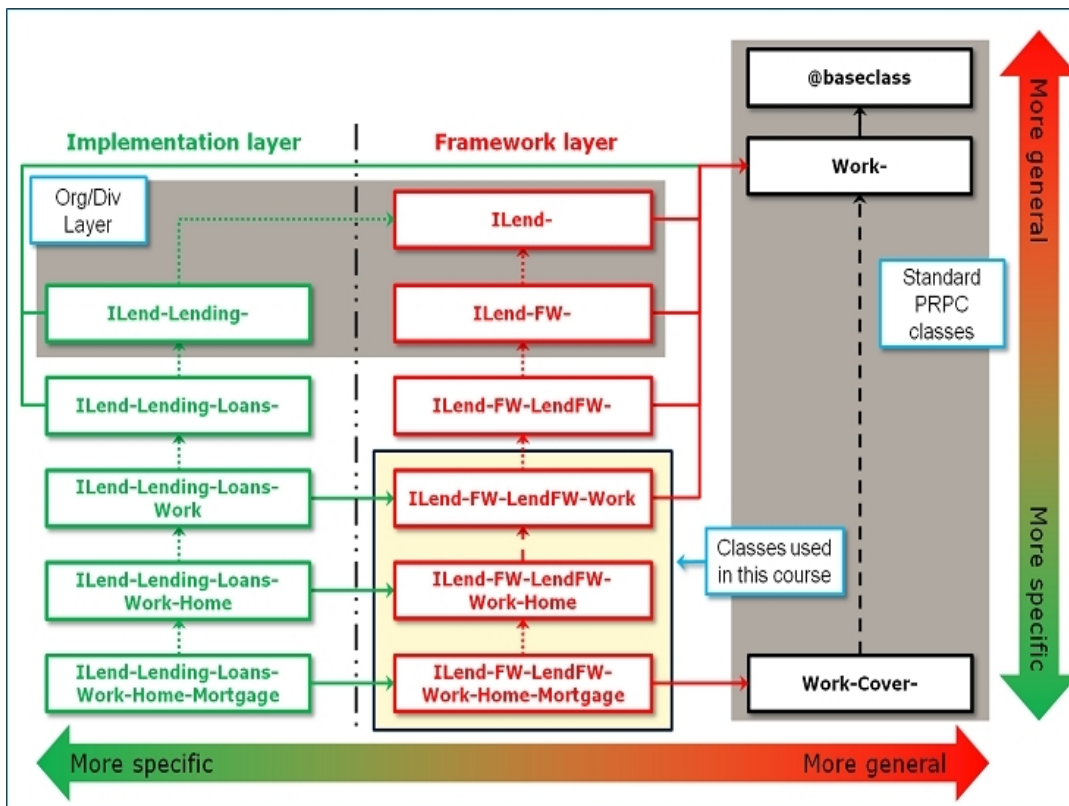 @baseclass
Implementation layer
Framework layer
Work-
Org/Div
Layer
ILend-
ILend-Lending-
ILend-FW-
Standard
PRPC
classes
ILend-Lending-Loans-
ILend-FW-LendFW-
ILend-Lending-Loans-
Work
ILend-FW-LendFW-Work
Classes used
in this course
ILend-Lending-Loans-
Work-Home
ILend-FW-LendFW-
Work-Home
ILend-Lending-Loans-
Work-Home-Mortgage
ILend-FW-LendFW-
Work-Home-Mortgage
Work-Cover-
More general
More specific
More specific
More general